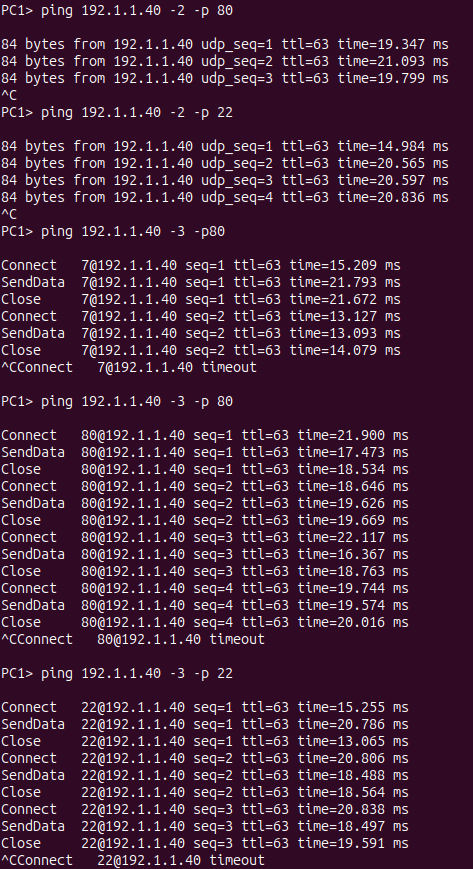 PC1> ping 192.1.1.40 -2 -p 80
84 bytes from 192.1.1.40 udp_seq=1 ttl=63 time=19.347 ms
84 bytes from 192.1.1.40 udp_seq=2 ttl=63 time=21.093 ms
84 bytes from 192.1.1.40 udp_seq=3 ttl=63 time=19.799 ms
^C
PC1> ping 192.1.1.40 -2 -p 22
84 bytes from 192.1.1.40 udp_seq=1 ttl=63 time=14.984 ms
84 bytes from 192.1.1.40 udp_seq=2 ttl=63 time=20.565 ms
84 bytes from 192.1.1.40 udp_seq=3 ttl=63 time=20.597 ms
84 bytes from 192.1.1.40 udp_seq=4 ttl=63 time=20.836 ms
^C
PC1> ping 192.1.1.40 -3 -p80
Connect   7@192.1.1.40 seq=1 ttl=63 time=15.209 ms
SendData  7@192.1.1.40 seq=1 ttl=63 time=21.793 ms
Close     7@192.1.1.40 seq=1 ttl=63 time=21.672 ms
Connect   7@192.1.1.40 seq=2 ttl=63 time=13.127 ms
SendData  7@192.1.1.40 seq=2 ttl=63 time=13.093 ms
Close     7@192.1.1.40 seq=2 ttl=63 time=14.079 ms
^CConnect   7@192.1.1.40 timeout
PC1> ping 192.1.1.40 -3 -p 80
Connect   80@192.1.1.40 seq=1 ttl=63 time=21.900 ms
SendData  80@192.1.1.40 seq=1 ttl=63 time=17.473 ms
Close     80@192.1.1.40 seq=1 ttl=63 time=18.534 ms
Connect   80@192.1.1.40 seq=2 ttl=63 time=18.646 ms
SendData  80@192.1.1.40 seq=2 ttl=63 time=19.626 ms
Close     80@192.1.1.40 seq=2 ttl=63 time=19.669 ms
Connect   80@192.1.1.40 seq=3 ttl=63 time=22.117 ms
SendData  80@192.1.1.40 seq=3 ttl=63 time=16.367 ms
Close     80@192.1.1.40 seq=3 ttl=63 time=18.763 ms
Connect   80@192.1.1.40 seq=4 ttl=63 time=19.744 ms
SendData  80@192.1.1.40 seq=4 ttl=63 time=19.574 ms
Close     80@192.1.1.40 seq=4 ttl=63 time=20.016 ms
^CConnect   80@192.1.1.40 timeout
PC1> ping 192.1.1.40 -3 -p 22
Connect   22@192.1.1.40 seq=1 ttl=63 time=15.255 ms
SendData  22@192.1.1.40 seq=1 ttl=63 time=20.786 ms
Close     22@192.1.1.40 seq=1 ttl=63 time=13.065 ms
Connect   22@192.1.1.40 seq=2 ttl=63 time=20.806 ms
SendData  22@192.1.1.40 seq=2 ttl=63 time=18.488 ms
Close     22@192.1.1.40 seq=2 ttl=63 time=18.564 ms
Connect   22@192.1.1.40 seq=3 ttl=63 time=20.838 ms
SendData  22@192.1.1.40 seq=3 ttl=63 time=18.497 ms
Close     22@192.1.1.40 seq=3 ttl=63 time=19.591 ms
^CConnect   22@192.1.1.40 timeout